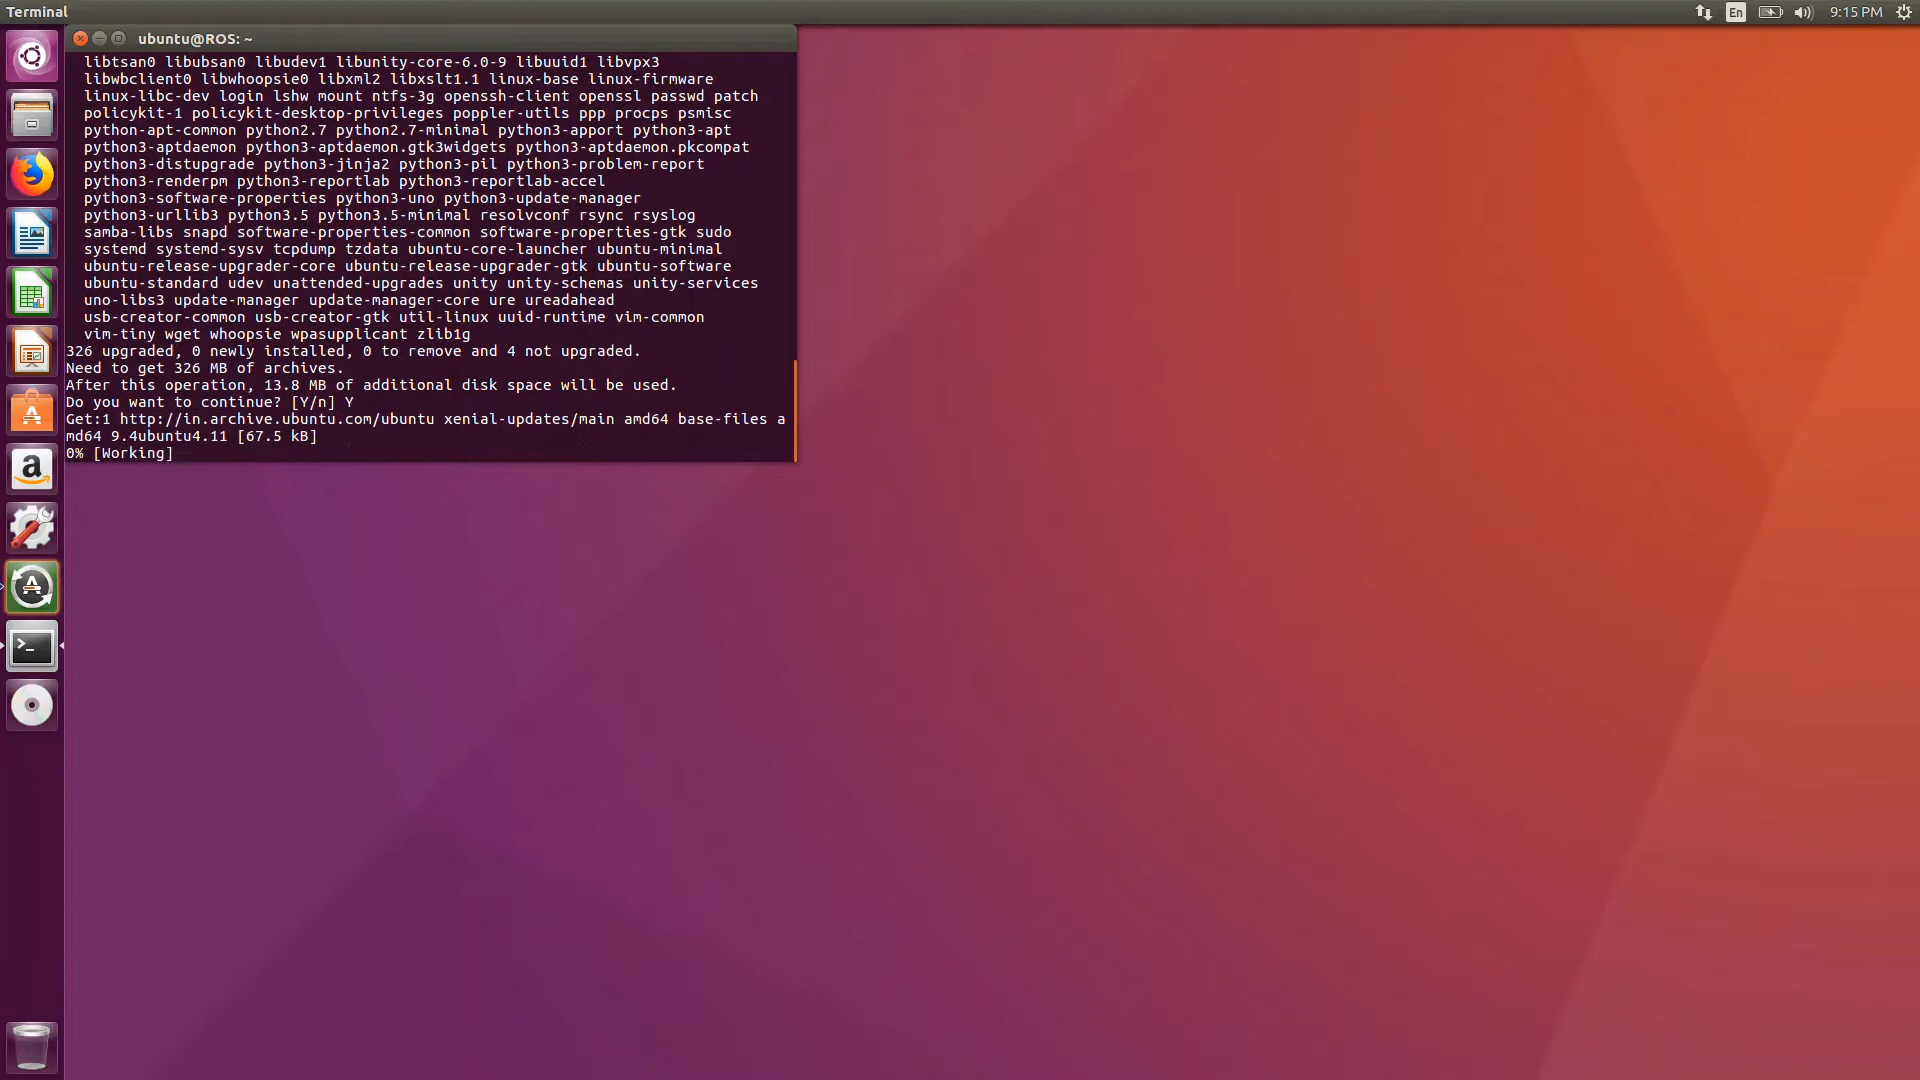 Terminal
En
9:15 PM
ubuntu@ROS: ~
libtsan0 libubsan0 libudev1 libunity-core-6.0-9 libuuid1 libvpx3
libwbclient0 libwhoopsie0 libxml2 libxslt1.1 linux-base linux-firmware
linux-libc-dev login lshw mount ntfs-3g openssh-client openssl passwd patch
policykit-1 policykit-desktop-privileges poppler-utils ppp procps psmisc
python-apt-common python2.7 python2.7-minimal python3-apport python3-apt
python3-aptdaemon python3-aptdaemon.gtk3widgets python3-aptdaemon.pkcompat
python3-distupgrade python3-jinja2 python3-pil python3-problem-report
python3-renderpm python3-reportlab python3-reportlab-accel
python3-software-properties python3-uno python3-update-manager
python3-urllib3 python3.5 python3.5-minimal resolvconf rsync rsyslog
samba-libs snapd software-properties-common software-properties-gtk sudo
systemd systemd-sysv tcpdump tzdata ubuntu-core-launcher ubuntu-minimal
ubuntu-release-upgrader-core ubuntu-release-upgrader-gtk ubuntu-software
ubuntu-standard udev unattended-upgrades unity unity-schemas unity-services
uno-libs3 update-manager update-manager-core ure ureadahead
usb-creator-common usb-creator-gtk util-linux uuid-runtime vim-common
vim-tiny wget whoopsie wpasupplicant zlib1g
326 upgraded, 0 newly installed, 0 to remove and 4 not upgraded.
Need to get 326 MB of archives.
After this operation, 13.8 MB of additional disk space will be used.
Do you want to continue? [Y/n] Y
Get:1 http://in.archive.ubuntu.com/ubuntu xenial-updates/main amd64 base-files a
md64 9.4ubuntu4.11 [67.5 kB]
0% [Working]